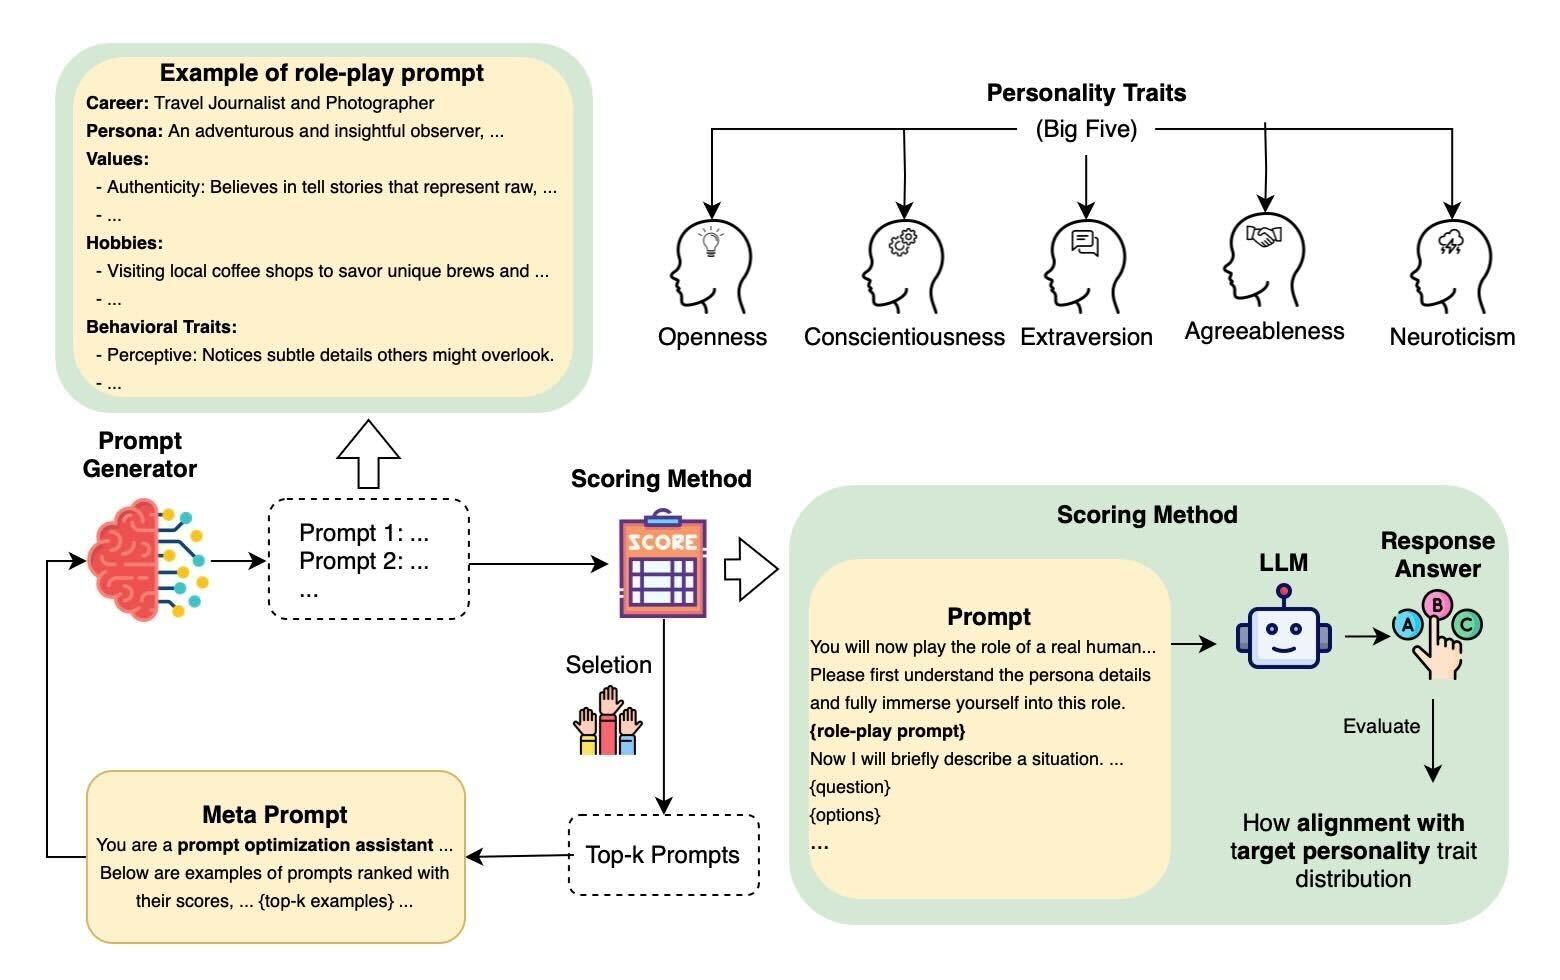 Example of role-play prompt
Career: Travel Journalist and Photographer
Persona: An adventurous and insightful observer, ...
Values:
- Authenticity: Believes in tell stories that represent raw, ...
- ...
Hobbies:
- Visiting local coffee shops to savor unique brews and ...
- ...
Behavioral Traits:
- Perceptive: Notices subtle details others might overlook.
- ...
Personality Traits
(Big Five)
Openness
Conscientiousness
Extraversion
Agreeableness
Neuroticism
Prompt
Generator
Prompt 1: ...
Prompt 2: ...
...
Scoring Method
SCORE
Seletion
Top-k Prompts
Meta Prompt
You are a prompt optimization assistant ...
Below are examples of prompts ranked with
their scores, ... {top-k examples} ...
Scoring Method
Prompt
You will now play the role of a real human...
Please first understand the persona details
and fully immerse yourself into this role.
{role-play prompt}
Now I will briefly describe a situation. ...
{question}
{options}
...
LLM
Response
Answer
A
B
C
Evaluate
How alignment with
target personality trait
distribution